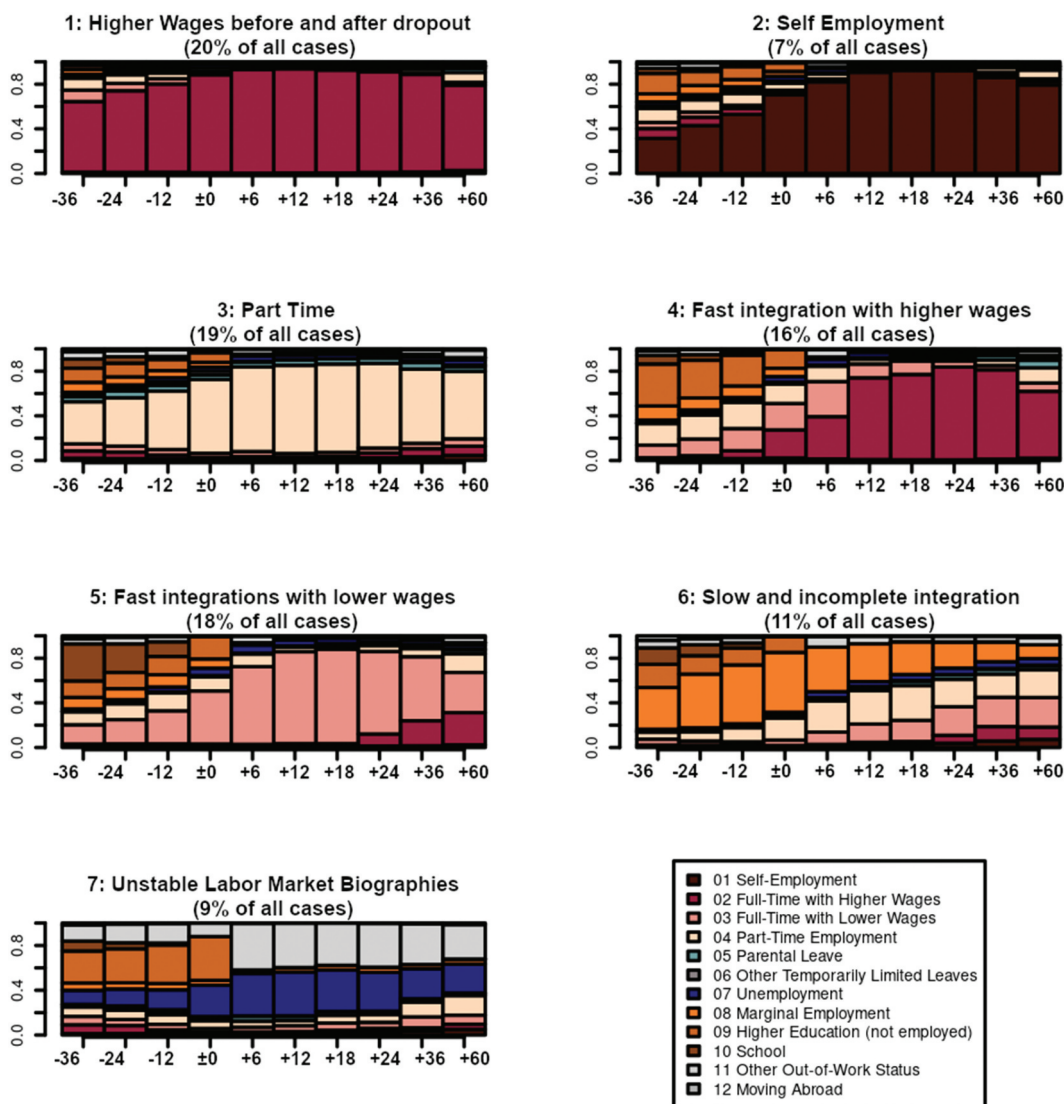 1: Higher Wages before and after dropout
(20% of all cases)
0.0 0.4 0.8
-36 -24 -12 ±0 +6 +12 +18 +24 +36 +60
2: Self Employment
(7% of all cases)
0.0 0.4 0.8
-36 -24 -12 ±0 +6 +12 +18 +24 +36 +60
3: Part Time
(19% of all cases)
0.0 0.4 0.8
-36 -24 -12 ±0 +6 +12 +18 +24 +36 +60
4: Fast integration with higher wages
(16% of all cases)
0.0 0.4 0.8
-36 -24 -12 ±0 +6 +12 +18 +24 +36 +60
5: Fast integrations with lower wages
(18% of all cases)
0.0 0.4 0.8
-36 -24 -12 ±0 +6 +12 +18 +24 +36 +60
6: Slow and incomplete integration
(11% of all cases)
0.0 0.4 0.8
-36 -24 -12 ±0 +6 +12 +18 +24 +36 +60
7: Unstable Labor Market Biographies
(9% of all cases)
0.0 0.4 0.8
-36 -24 -12 ±0 +6 +12 +18 +24 +36 +60
01 Self-Employment
02 Full-Time with Higher Wages
03 Full-Time with Lower Wages
04 Part-Time Employment
05 Parental Leave
06 Other Temporarily Limited Leaves
07 Unemployment
08 Marginal Employment
09 Higher Education (not employed)
10 School
11 Other Out-of-Work Status
12 Moving Abroad